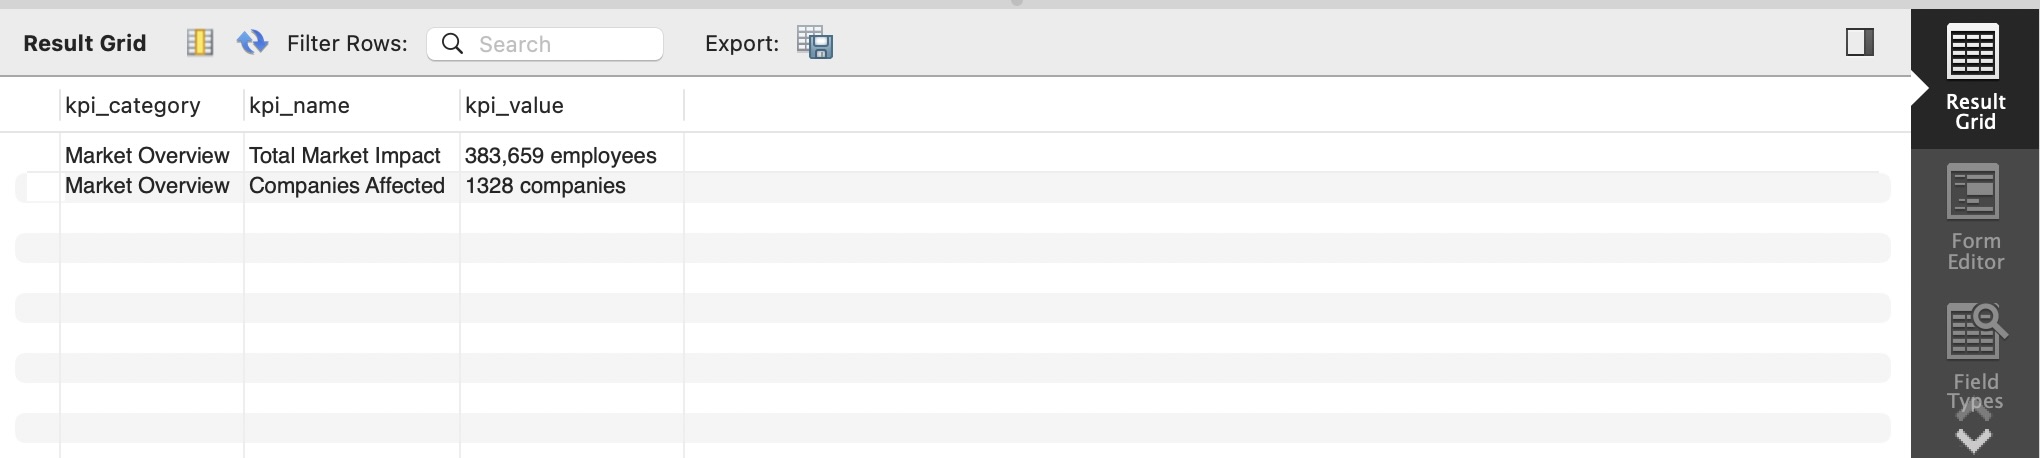 Result Grid Filter Rows: Search Export:
kpi_category kpi_name kpi_value
Market Overview Total Market Impact 383,659 employees
Market Overview Companies Affected 1328 companies
Result
Grid
Form
Editor
Field
Types